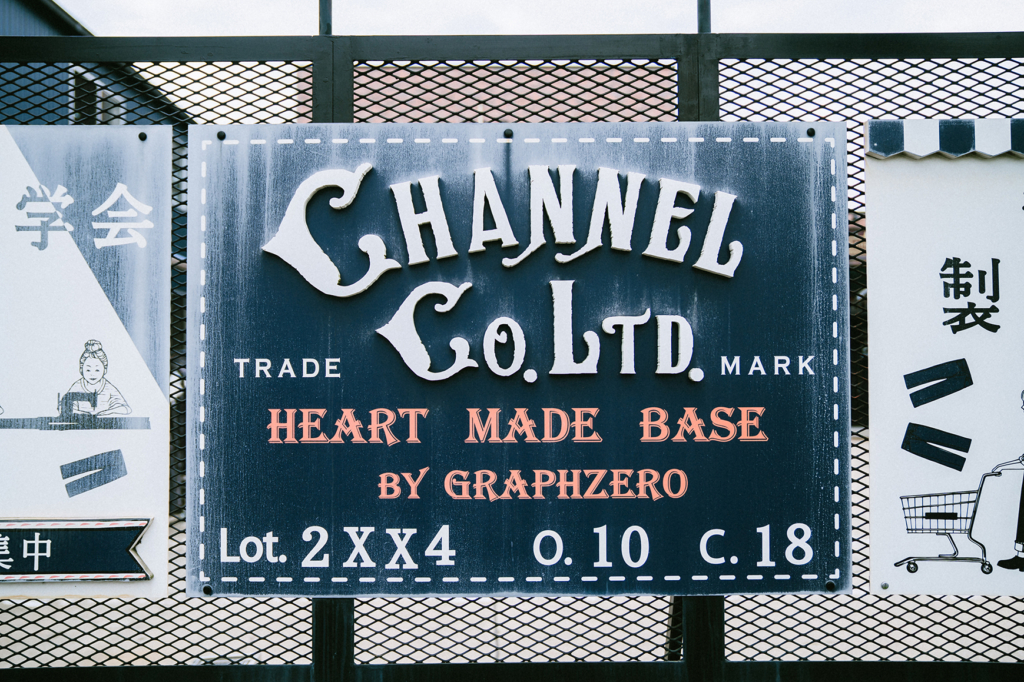 学会
集中
CHANNEL
CO. LTD.
TRADE MARK
HEART MADE BASE
BY GRAPHZERO
Lot. 2XX4 O. 10 C. 18
製